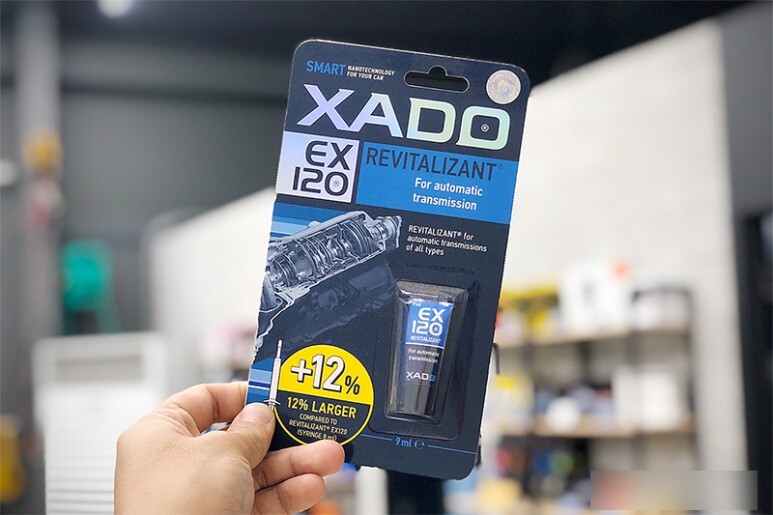 SMART NANOTECHNOLOGY
FOR YOUR CAR
XADO®
EX
120®
REVITALIZANT®
For automatic
transmission
REVITALIZANT® for
automatic transmissions
of all types
EX
120
REVITALIZANT
For automatic
transmission
XADO
+12%
12% LARGER
COMPARED TO
REVITALIZANT® EX120
(SYRINGE 8 ml)
9 ml ℮